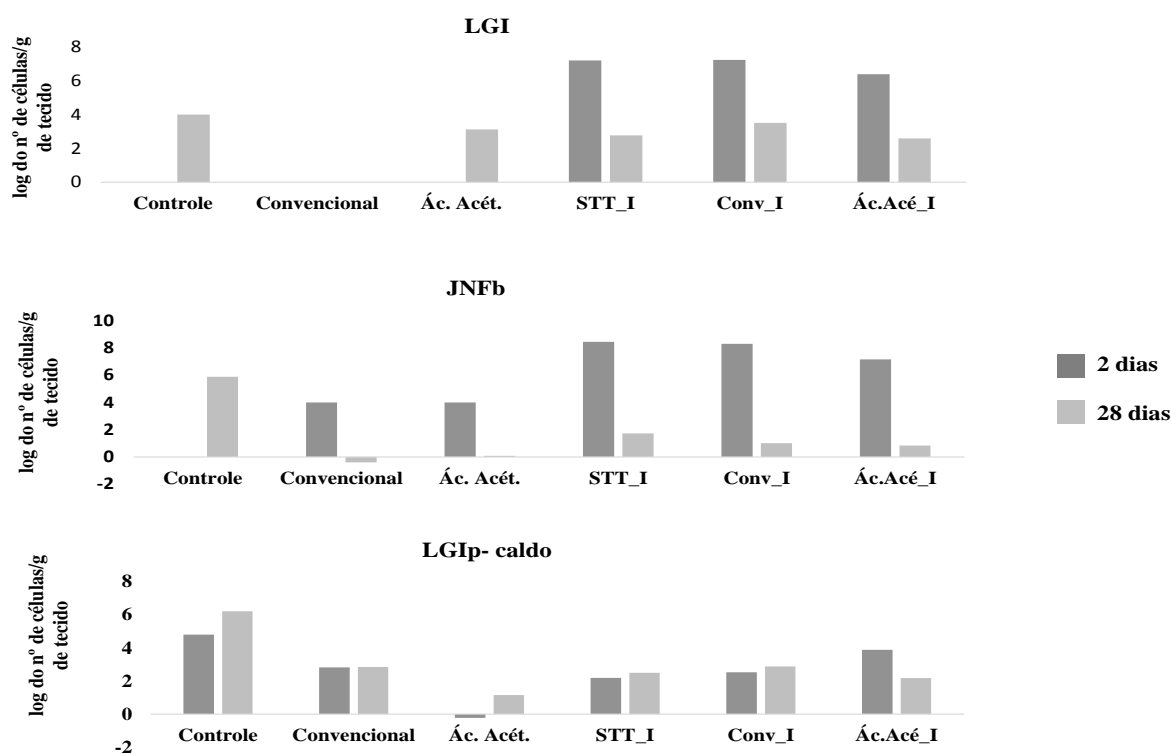 LGI
log do nº de células/g
de tecido
8
6
4
2
0
Controle Convencional Ác. Acét. STT_I Conv_I Ác.Acé_I
JNFb
log do nº de células/g
de tecido
10
8
6
4
2
0
-2
Controle Convencional Ác. Acét. STT_I Conv_I Ác.Acé_I
2 dias
28 dias
LGIp- caldo
log do nº de células/g
de tecido
8
6
4
2
0
-2
Controle Convencional Ác. Acét. STT_I Conv_I Ác.Acé_I